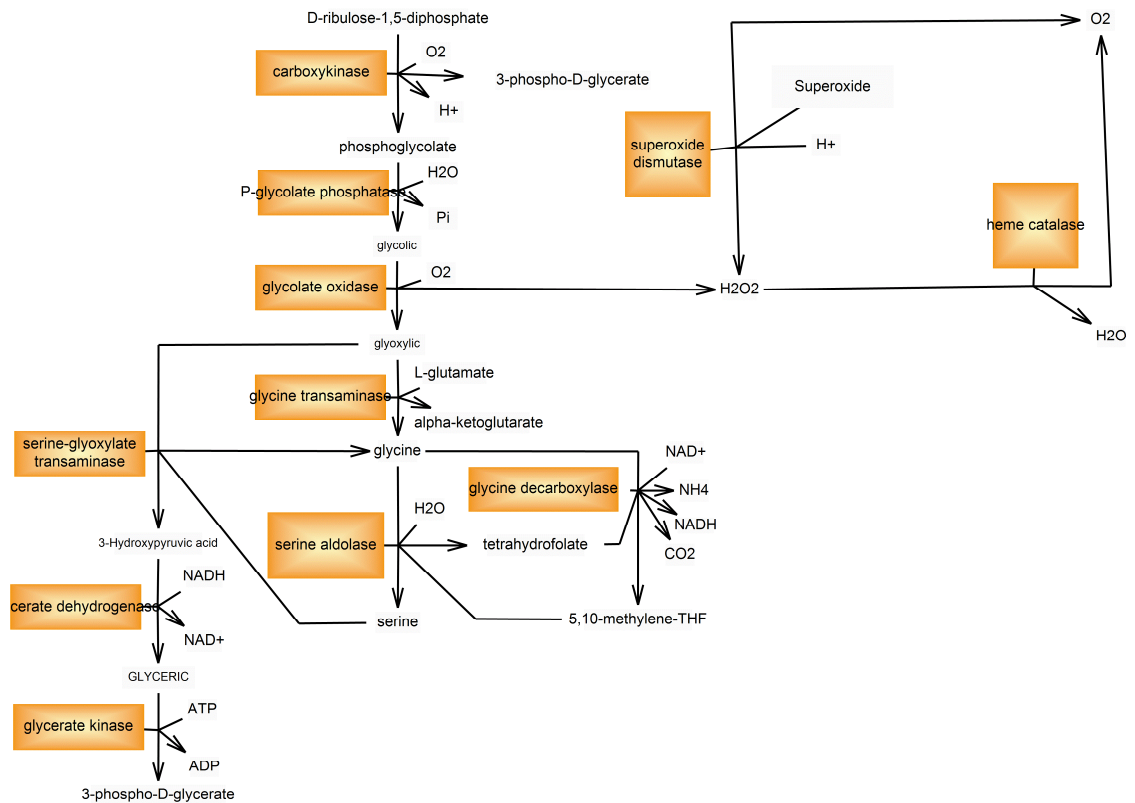 D-ribulose-1,5-diphosphate
O2
O2
carboxykinase
3-phospho-D-glycerate
Superoxide
H+
phosphoglycolate
superoxide
dismutase
H+
H2O
P-glycolate phosphatase
Pi
heme catalase
glycolic
O2
glycolate oxidase
H2O2
H2O
glyoxylic
L-glutamate
glycine transaminase
alpha-ketoglutarate
serine-glyoxylate
transaminase
glycine
NAD+
glycine decarboxylase
NH4
H2O
NADH
3-Hydroxypyruvic acid
serine aldolase
tetrahydrofolate
CO2
NADH
cerate dehydrogenase
serine
5,10-methylene-THF
NAD+
GLYCERIC
ATP
glycerate kinase
ADP
3-phospho-D-glycerate